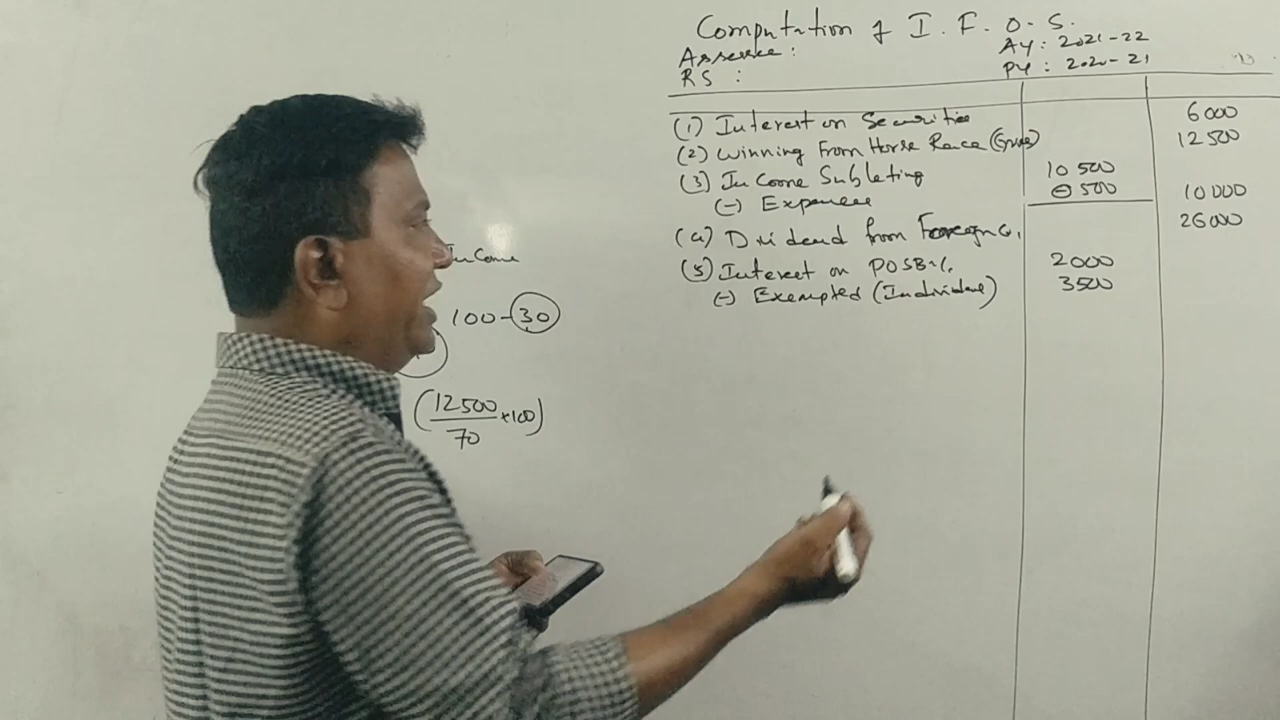 Computation of I. F. O. S.
Assessee :
AY : 2021-22
RS :
PY : 2020-21
(1) Interest on Securities 6000
(2) Winning From Horse Race (Gross) 12500
(3) Income Subleting 10500
(-) Expenses ⊖ 500 10000
(4) Dividend from Foreign Co. 26000
(5) Interest on POSB A/c. 2000
(-) Exempted (Individual) 3500
Income
100-30
(12500/70 ×100)